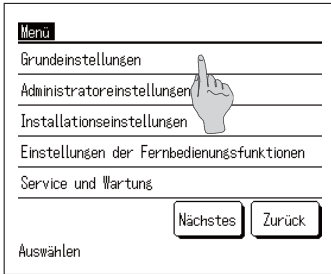 Menü
Grundeinstellungen
Administratoreinstellungen
Installationseinstellungen
Einstellungen der Fernbedienungsfunktionen
Service und Wartung
Nächstes Zurück
Auswählen